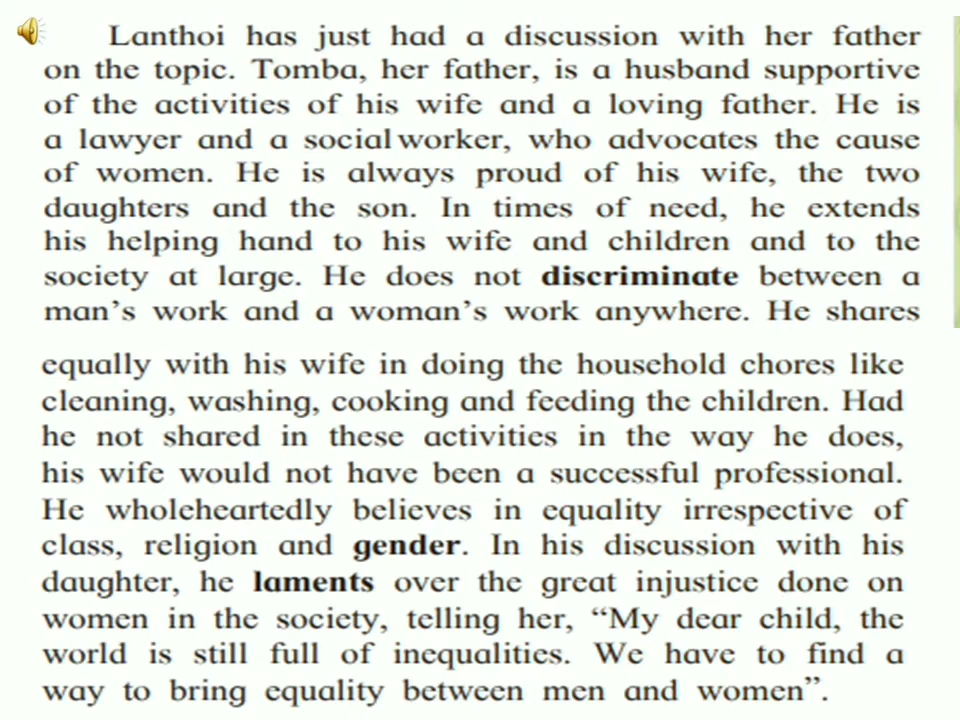 Lanthoi has just had a discussion with her father
on the topic. Tomba, her father, is a husband supportive
of the activities of his wife and a loving father. He is
a lawyer and a social worker, who advocates the cause
of women. He is always proud of his wife, the two
daughters and the son. In times of need, he extends
his helping hand to his wife and children and to the
society at large. He does not discriminate between a
man's work and a woman's work anywhere. He shares
equally with his wife in doing the household chores like
cleaning, washing, cooking and feeding the children. Had
he not shared in these activities in the way he does,
his wife would not have been a successful professional.
He wholeheartedly believes in equality irrespective of
class, religion and gender. In his discussion with his
daughter, he laments over the great injustice done on
women in the society, telling her, “My dear child, the
world is still full of inequalities. We have to find a
way to bring equality between men and women”.